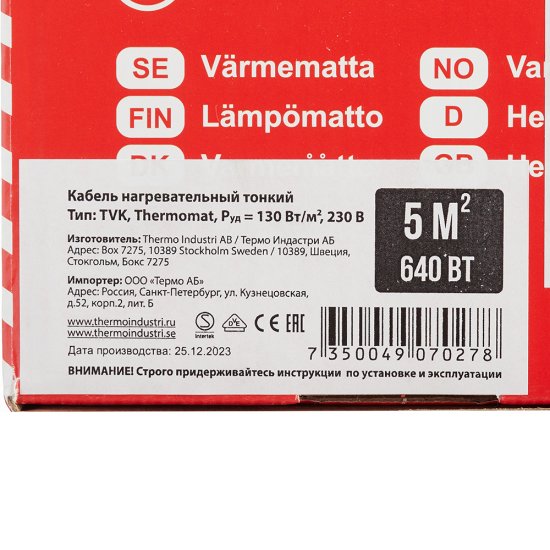 SE Värmematta
NO Va
FIN Lämpömatto
D He
Кабель нагревательный тонкий
Тип: TVK, Thermomat, Руд = 130 Вт/м², 230 В
5 М²
640 ВТ
Изготовитель: Thermo Industri AB / Термо Индастри АБ
Адрес: Box 7275, 10389 Stockholm Sweden / 10389, Швеция,
Стокгольм, Бокс 7275
Импортер: ООО «Термо АБ»
Адрес: Россия, Санкт-Петербург, ул. Кузнецовская,
д.52, корп.2, лит. Б
www.thermoindustri.ru
www.thermoindustri.se
S
Intertek
CE EAC
Дата производства: 25.12.2023
7 350049 070278
ВНИМАНИЕ! Строго придерживайтесь инструкции по установке и эксплуатации